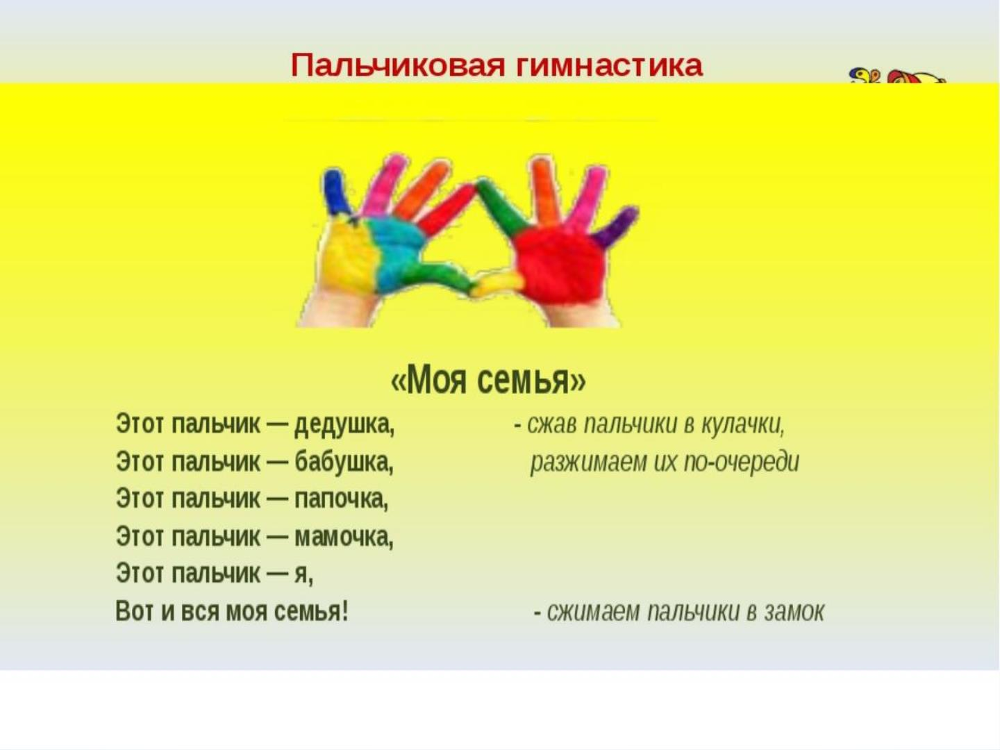 Пальчиковая гимнастика
«Моя семья»
Этот пальчик — дедушка, - сжав пальчики в кулачки,
Этот пальчик — бабушка, разжимаем их по-очереди
Этот пальчик — папочка,
Этот пальчик — мамочка,
Этот пальчик — я,
Вот и вся моя семья! - сжимаем пальчики в замок